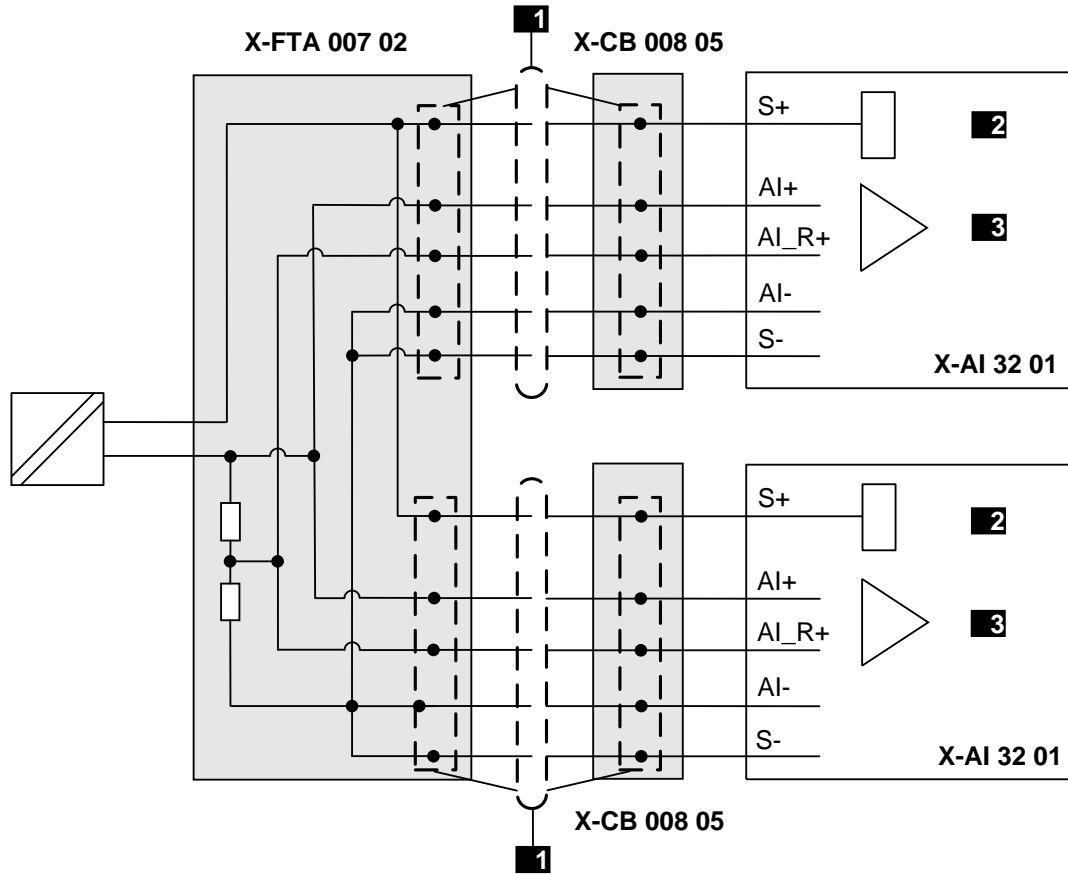 1
X-FTA 007 02
X-CB 008 05
S+
2
AI+
3
AI_R+
AI-
S-
X-AI 32 01
S+
2
AI+
3
AI_R+
AI-
S-
X-AI 32 01
X-CB 008 05
1